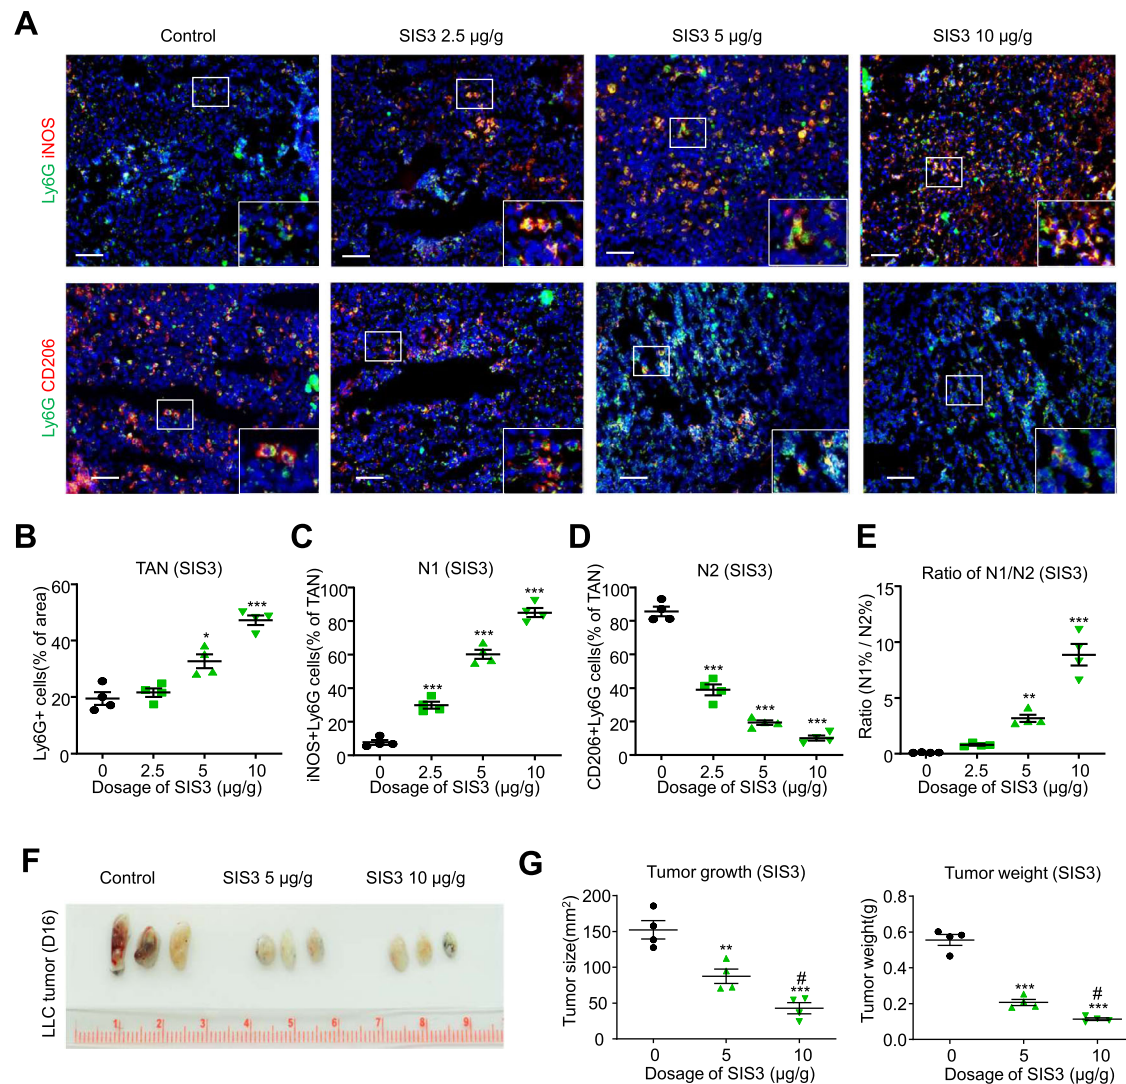 A
Control
SIS3 2.5 µg/g
SIS3 5 µg/g
SIS3 10 µg/g
Ly6G iNOS
Ly6G CD206
B
TAN (SIS3)
Ly6G+ cells(% of area)
60
40
20
0
*
***
0 2.5 5 10
Dosage of SIS3 (µg/g)
C
N1 (SIS3)
iNOS+Ly6G cells(% of TAN)
100
80
60
40
20
0
***
***
***
0 2.5 5 10
Dosage of SIS3 (µg/g)
D
N2 (SIS3)
CD206+Ly6G cells(% of TAN)
100
80
60
40
20
0
***
***
***
0 2.5 5 10
Dosage of SIS3 (µg/g)
E
Ratio of N1/N2 (SIS3)
Ratio (N1% / N2%)
15
10
5
0
**
***
0 2.5 5 10
Dosage of SIS3 (µg/g)
F
Control
SIS3 5 µg/g
SIS3 10 µg/g
LLC tumor (D16)
1 2 3 4 5 6 7 8 9
G
Tumor growth (SIS3)
Tumor size(mm²)
200
150
100
50
0
**
#
***
0 5 10
Dosage of SIS3 (µg/g)
Tumor weight (SIS3)
Tumor weight(g)
0.8
0.6
0.4
0.2
0.0
***
#
***
0 5 10
Dosage of SIS3 (µg/g)